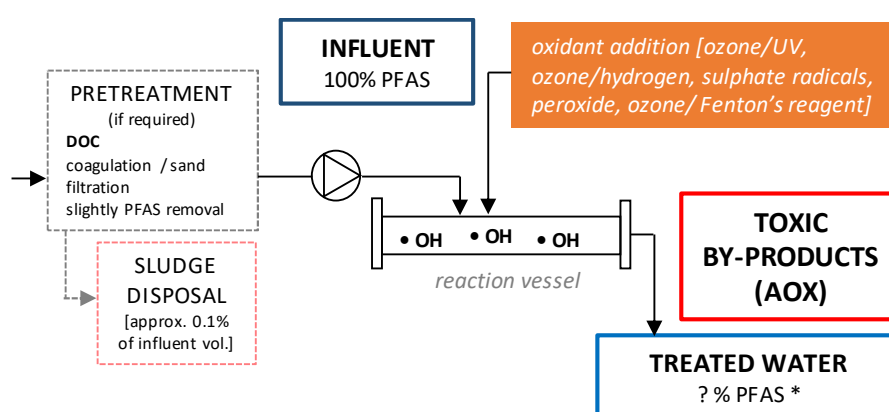 INFLUENT
100% PFAS
oxidant addition [ozone/UV,
ozone/hydrogen, sulphate radicals,
peroxide, ozone/ Fenton's reagent]
PRETREATMENT
(if required)
DOC
coagulation / sand
filtration
slightly PFAS removal
• OH
• OH
• OH
reaction vessel
SLUDGE
DISPOSAL
[approx. 0.1%
of influent vol.]
TOXIC
BY-PRODUCTS
(AOX)
TREATED WATER
? % PFAS *